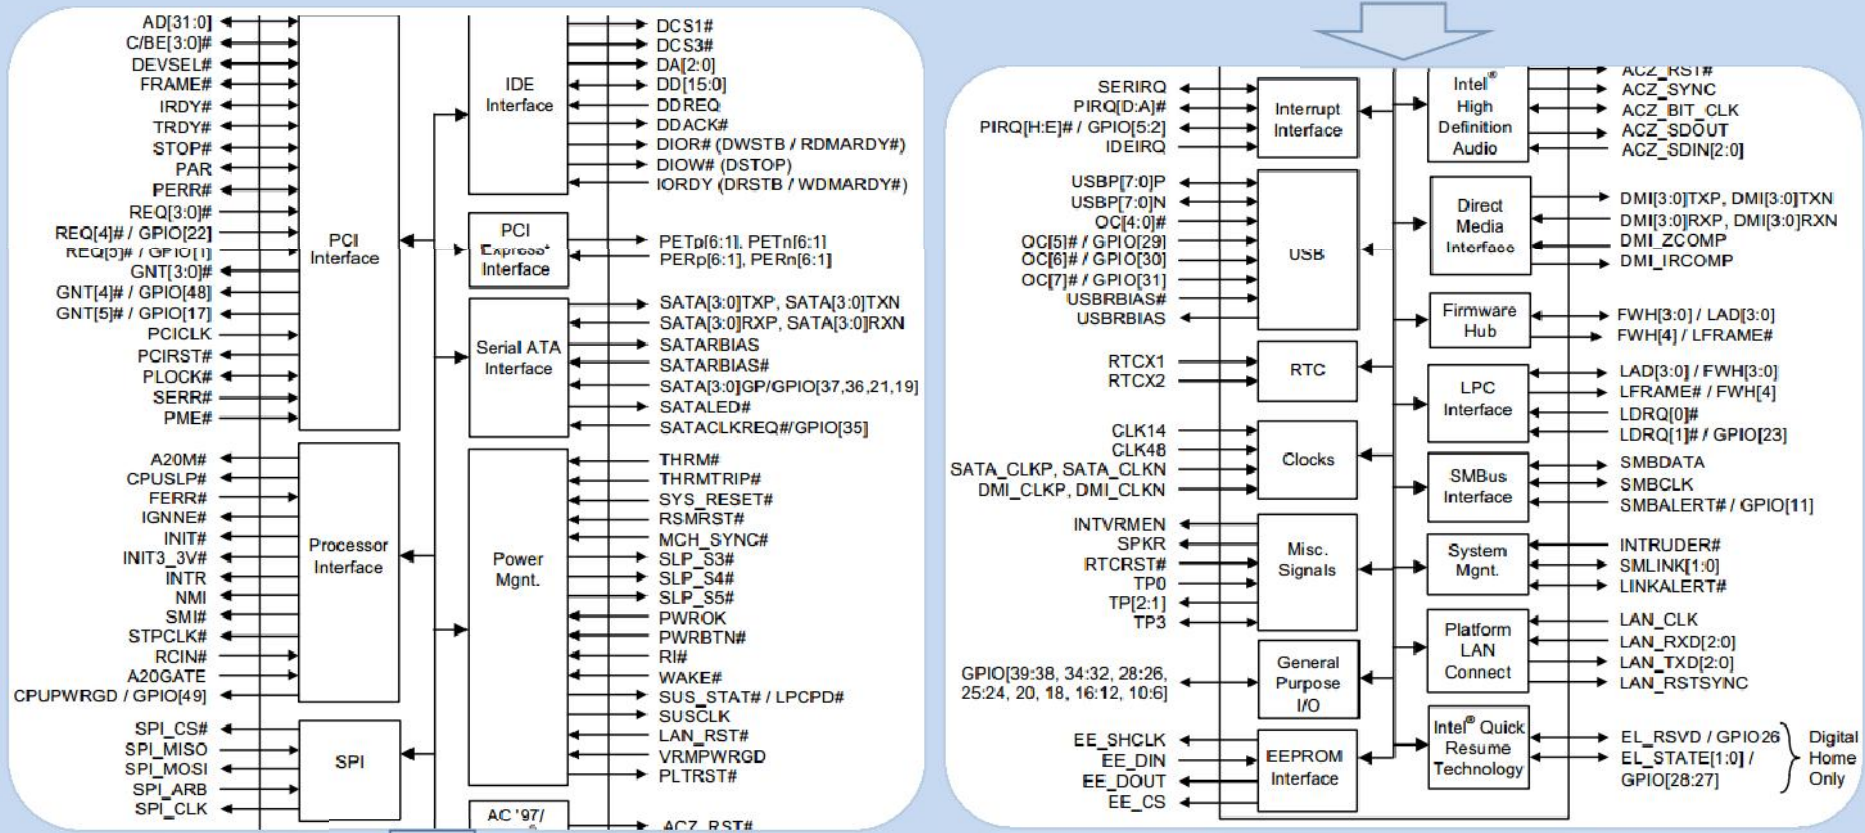 AD[31:0]
C/BE[3:0]#
DEVSEL#
FRAME#
IRDY#
TRDY#
STOP#
PAR
PERR#
REQ[3:0]#
REQ[4]# / GPIO[22]
REQ[5]# / GPIO[1]
GNT[3:0]#
GNT[4]# / GPIO[48]
GNT[5]# / GPIO[17]
PCICLK
PCIRST#
PLOCK#
SERR#
PME#
PCI
Interface
A20M#
CPUSLP#
FERR#
IGNNE#
INIT#
INIT3_3V#
INTR
NMI
SMI#
STPCLK#
RCIN#
A20GATE
CPUPWRGD / GPIO[49]
Processor
Interface
SPI_CS#
SPI_MISO
SPI_MOSI
SPI_ARB
SPI_CLK
SPI
IDE
Interface
DCS1#
DCS3#
DA[2:0]
DD[15:0]
DDREQ
DDACK#
DIOR# (DWSTB / RDMARDY#)
DIOW# (DSTOP)
IORDY (DRSTB / WDMARDY#)
PCI
Express*
Interface
PETp[6:1], PETn[6:1]
PERp[6:1], PERn[6:1]
Serial ATA
Interface
SATA[3:0]TXP, SATA[3:0]TXN
SATA[3:0]RXP, SATA[3:0]RXN
SATARBIAS
SATARBIAS#
SATA[3:0]GP/GPIO[37,36,21,19]
SATALED#
SATACLKREQ#/GPIO[35]
Power
Mgnt.
THRM#
THRMTRIP#
SYS_RESET#
RSMRST#
MCH_SYNC#
SLP_S3#
SLP_S4#
SLP_S5#
PWROK
PWRBTN#
RI#
WAKE#
SUS_STAT# / LPCPD#
SUSCLK
LAN_RST#
VRMPWRGD
PLTRST#
AC '97/
ACZ_RST#
SERIRQ
PIRQ[D:A]#
PIRQ[H:E]# / GPIO[5:2]
IDEIRQ
Interrupt
Interface
USBP[7:0]P
USBP[7:0]N
OC[4:0]#
OC[5]# / GPIO[29]
OC[6]# / GPIO[30]
OC[7]# / GPIO[31]
USBRBIAS#
USBRBIAS
USB
RTCX1
RTCX2
RTC
CLK14
CLK48
SATA_CLKP, SATA_CLKN
DMI_CLKP, DMI_CLKN
Clocks
INTVRMEN
SPKR
RTCRST#
TP0
TP[2:1]
TP3
Misc.
Signals
GPIO[39:38, 34:32, 28:26,
25:24, 20, 18, 16:12, 10:6]
General
Purpose
I/O
EE_SHCLK
EE_DIN
EE_DOUT
EE_CS
EEPROM
Interface
Intel®
High
Definition
Audio
ACZ_RST#
ACZ_SYNC
ACZ_BIT_CLK
ACZ_SDOUT
ACZ_SDIN[2:0]
Direct
Media
Interface
DMI[3:0]TXP, DMI[3:0]TXN
DMI[3:0]RXP, DMI[3:0]RXN
DMI_ZCOMP
DMI_IRCOMP
Firmware
Hub
FWH[3:0] / LAD[3:0]
FWH[4] / LFRAME#
LPC
Interface
LAD[3:0] / FWH[3:0]
LFRAME# / FWH[4]
LDRQ[0]#
LDRQ[1]# / GPIO[23]
SMBus
Interface
SMBDATA
SMBCLK
SMBALERT# / GPIO[11]
System
Mgnt.
INTRUDER#
SMLINK[1:0]
LINKALERT#
Platform
LAN
Connect
LAN_CLK
LAN_RXD[2:0]
LAN_TXD[2:0]
LAN_RSTSYNC
Intel® Quick
Resume
Technology
EL_RSVD / GPIO26
EL_STATE[1:0] /
GPIO[28:27]
Digital
Home
Only